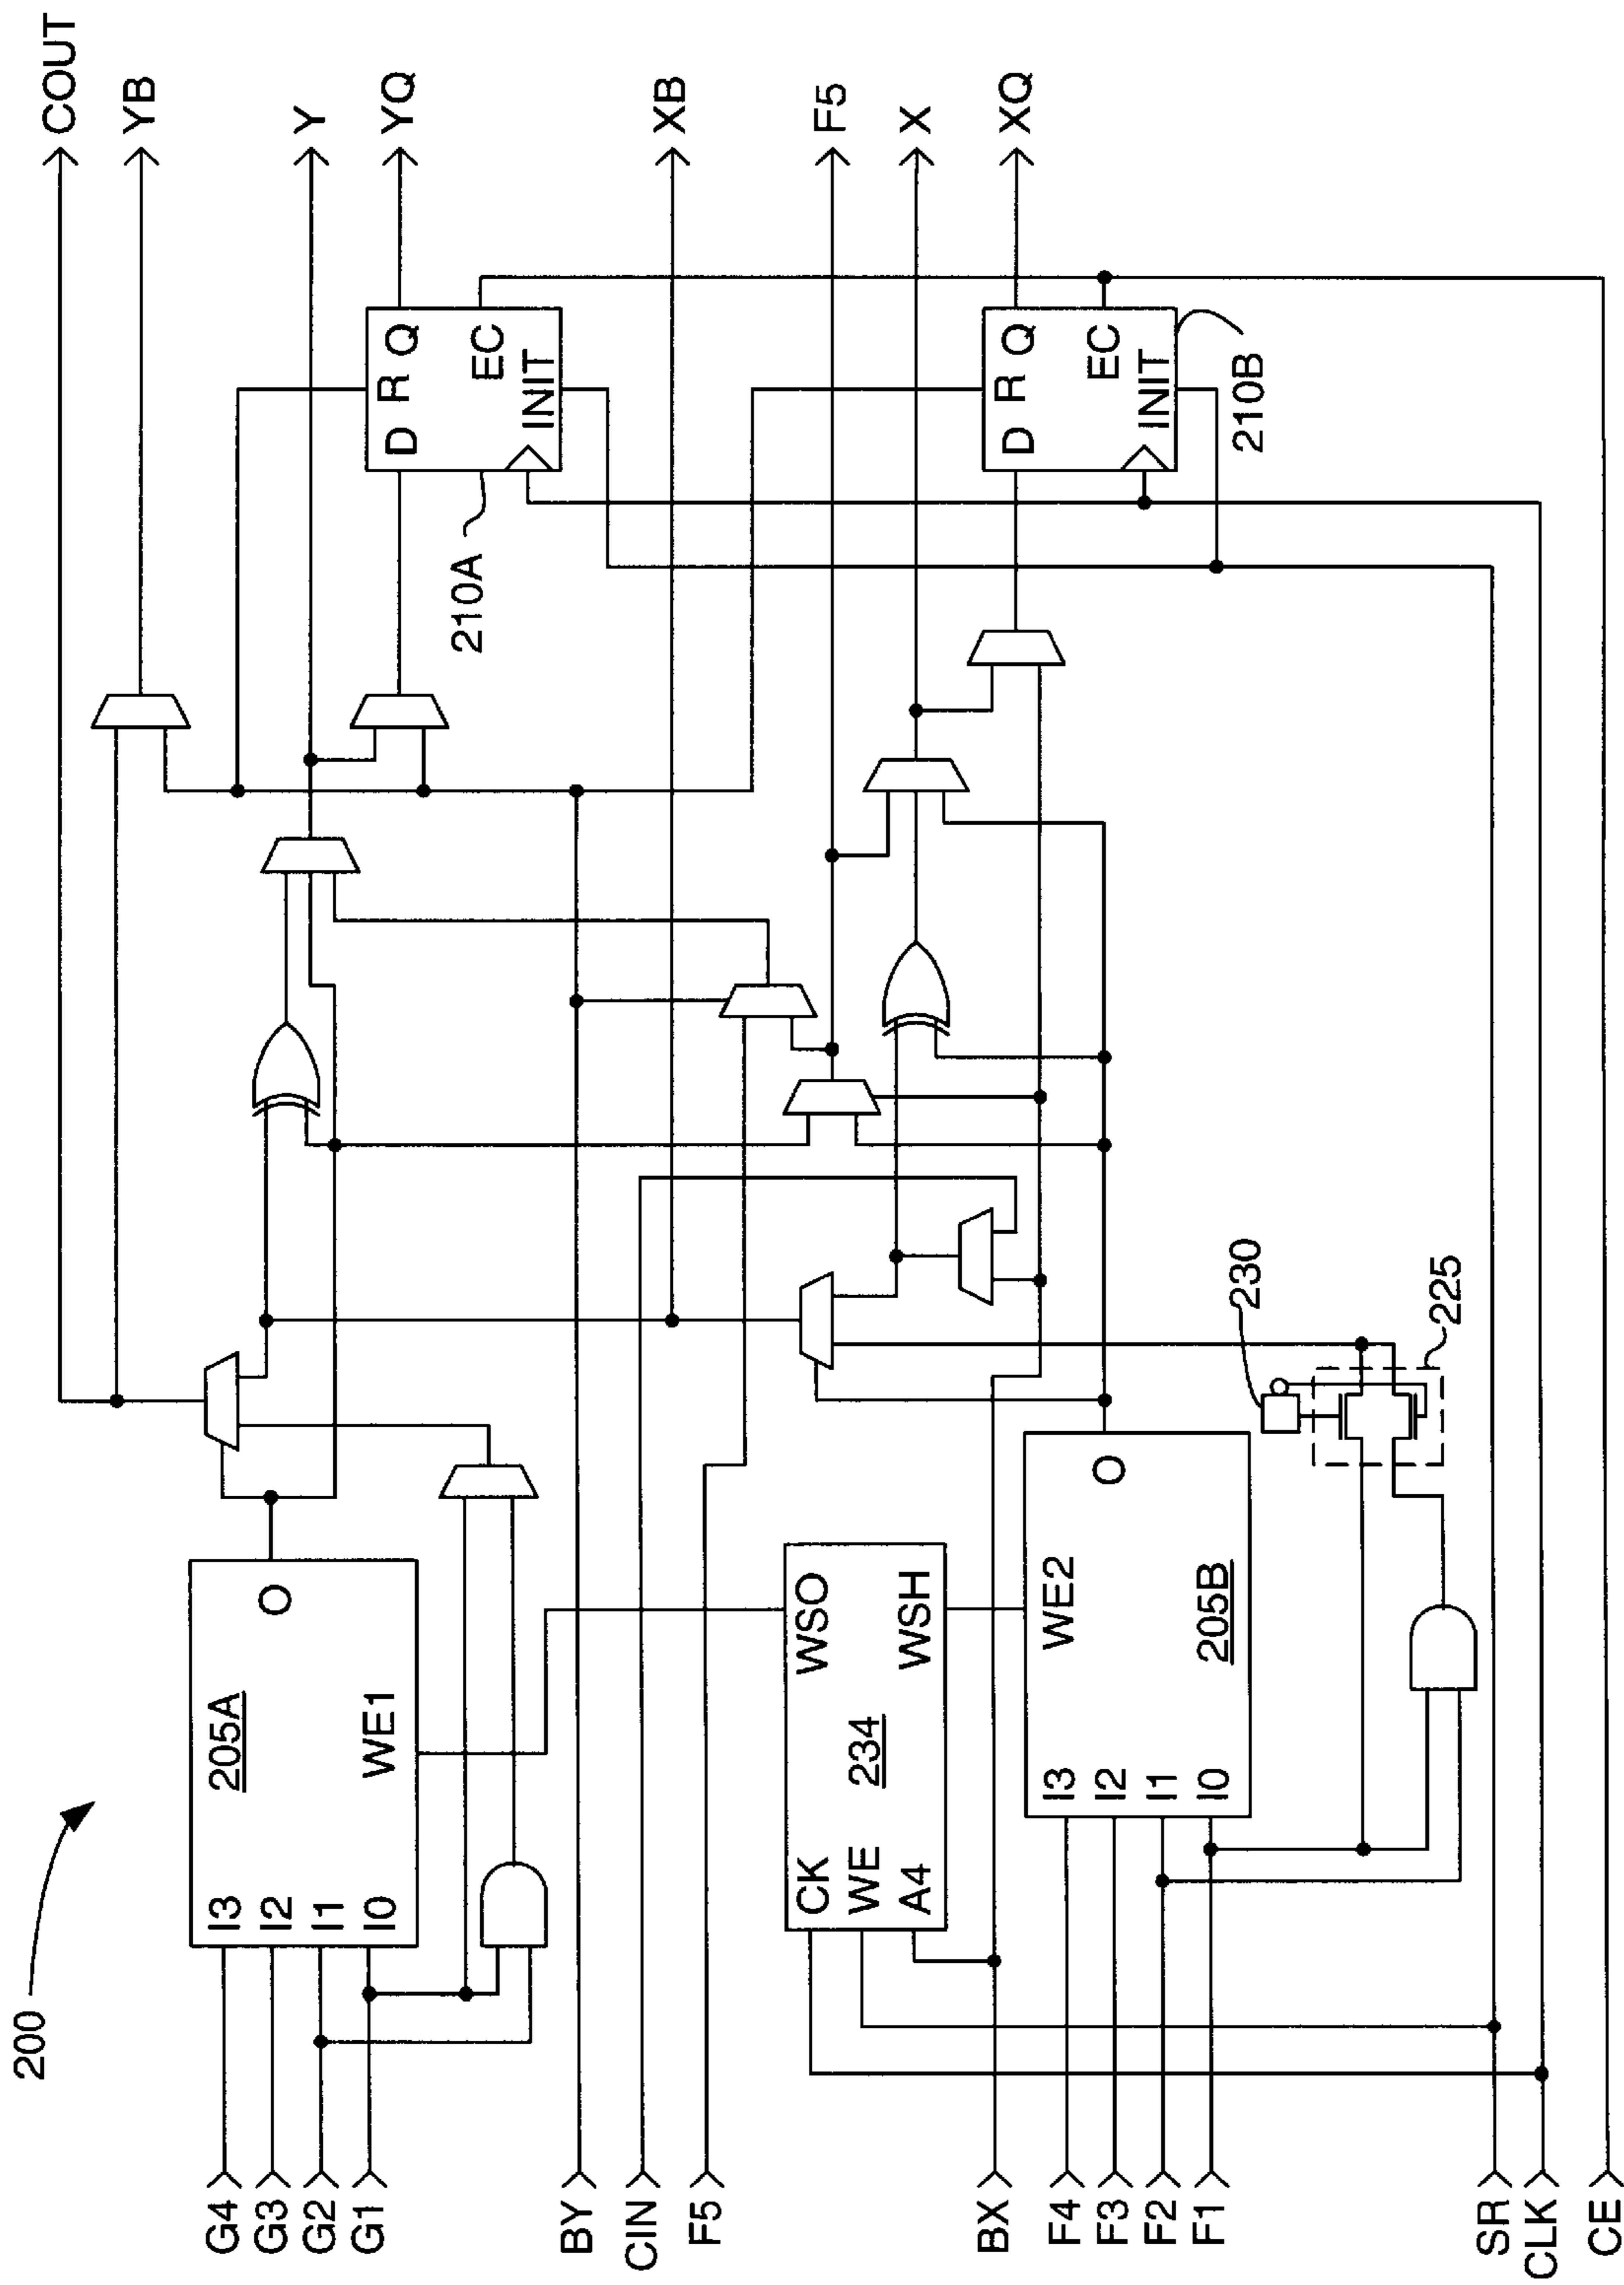 200
COUT
YB
Y
YQ
XB
F5
X
XQ
G4
G3
G2
G1
BY
CIN
F5
BX
F4
F3
F2
F1
SR
CLK
CE
I3
I2
I1
I0
205A
O
WE1
CK
WE
A4
234
WSO
WSH
I3
I2
I1
I0
WE2
205B
O
230
225
D R Q
EC
INIT
210A
D R Q
EC
INIT
210B